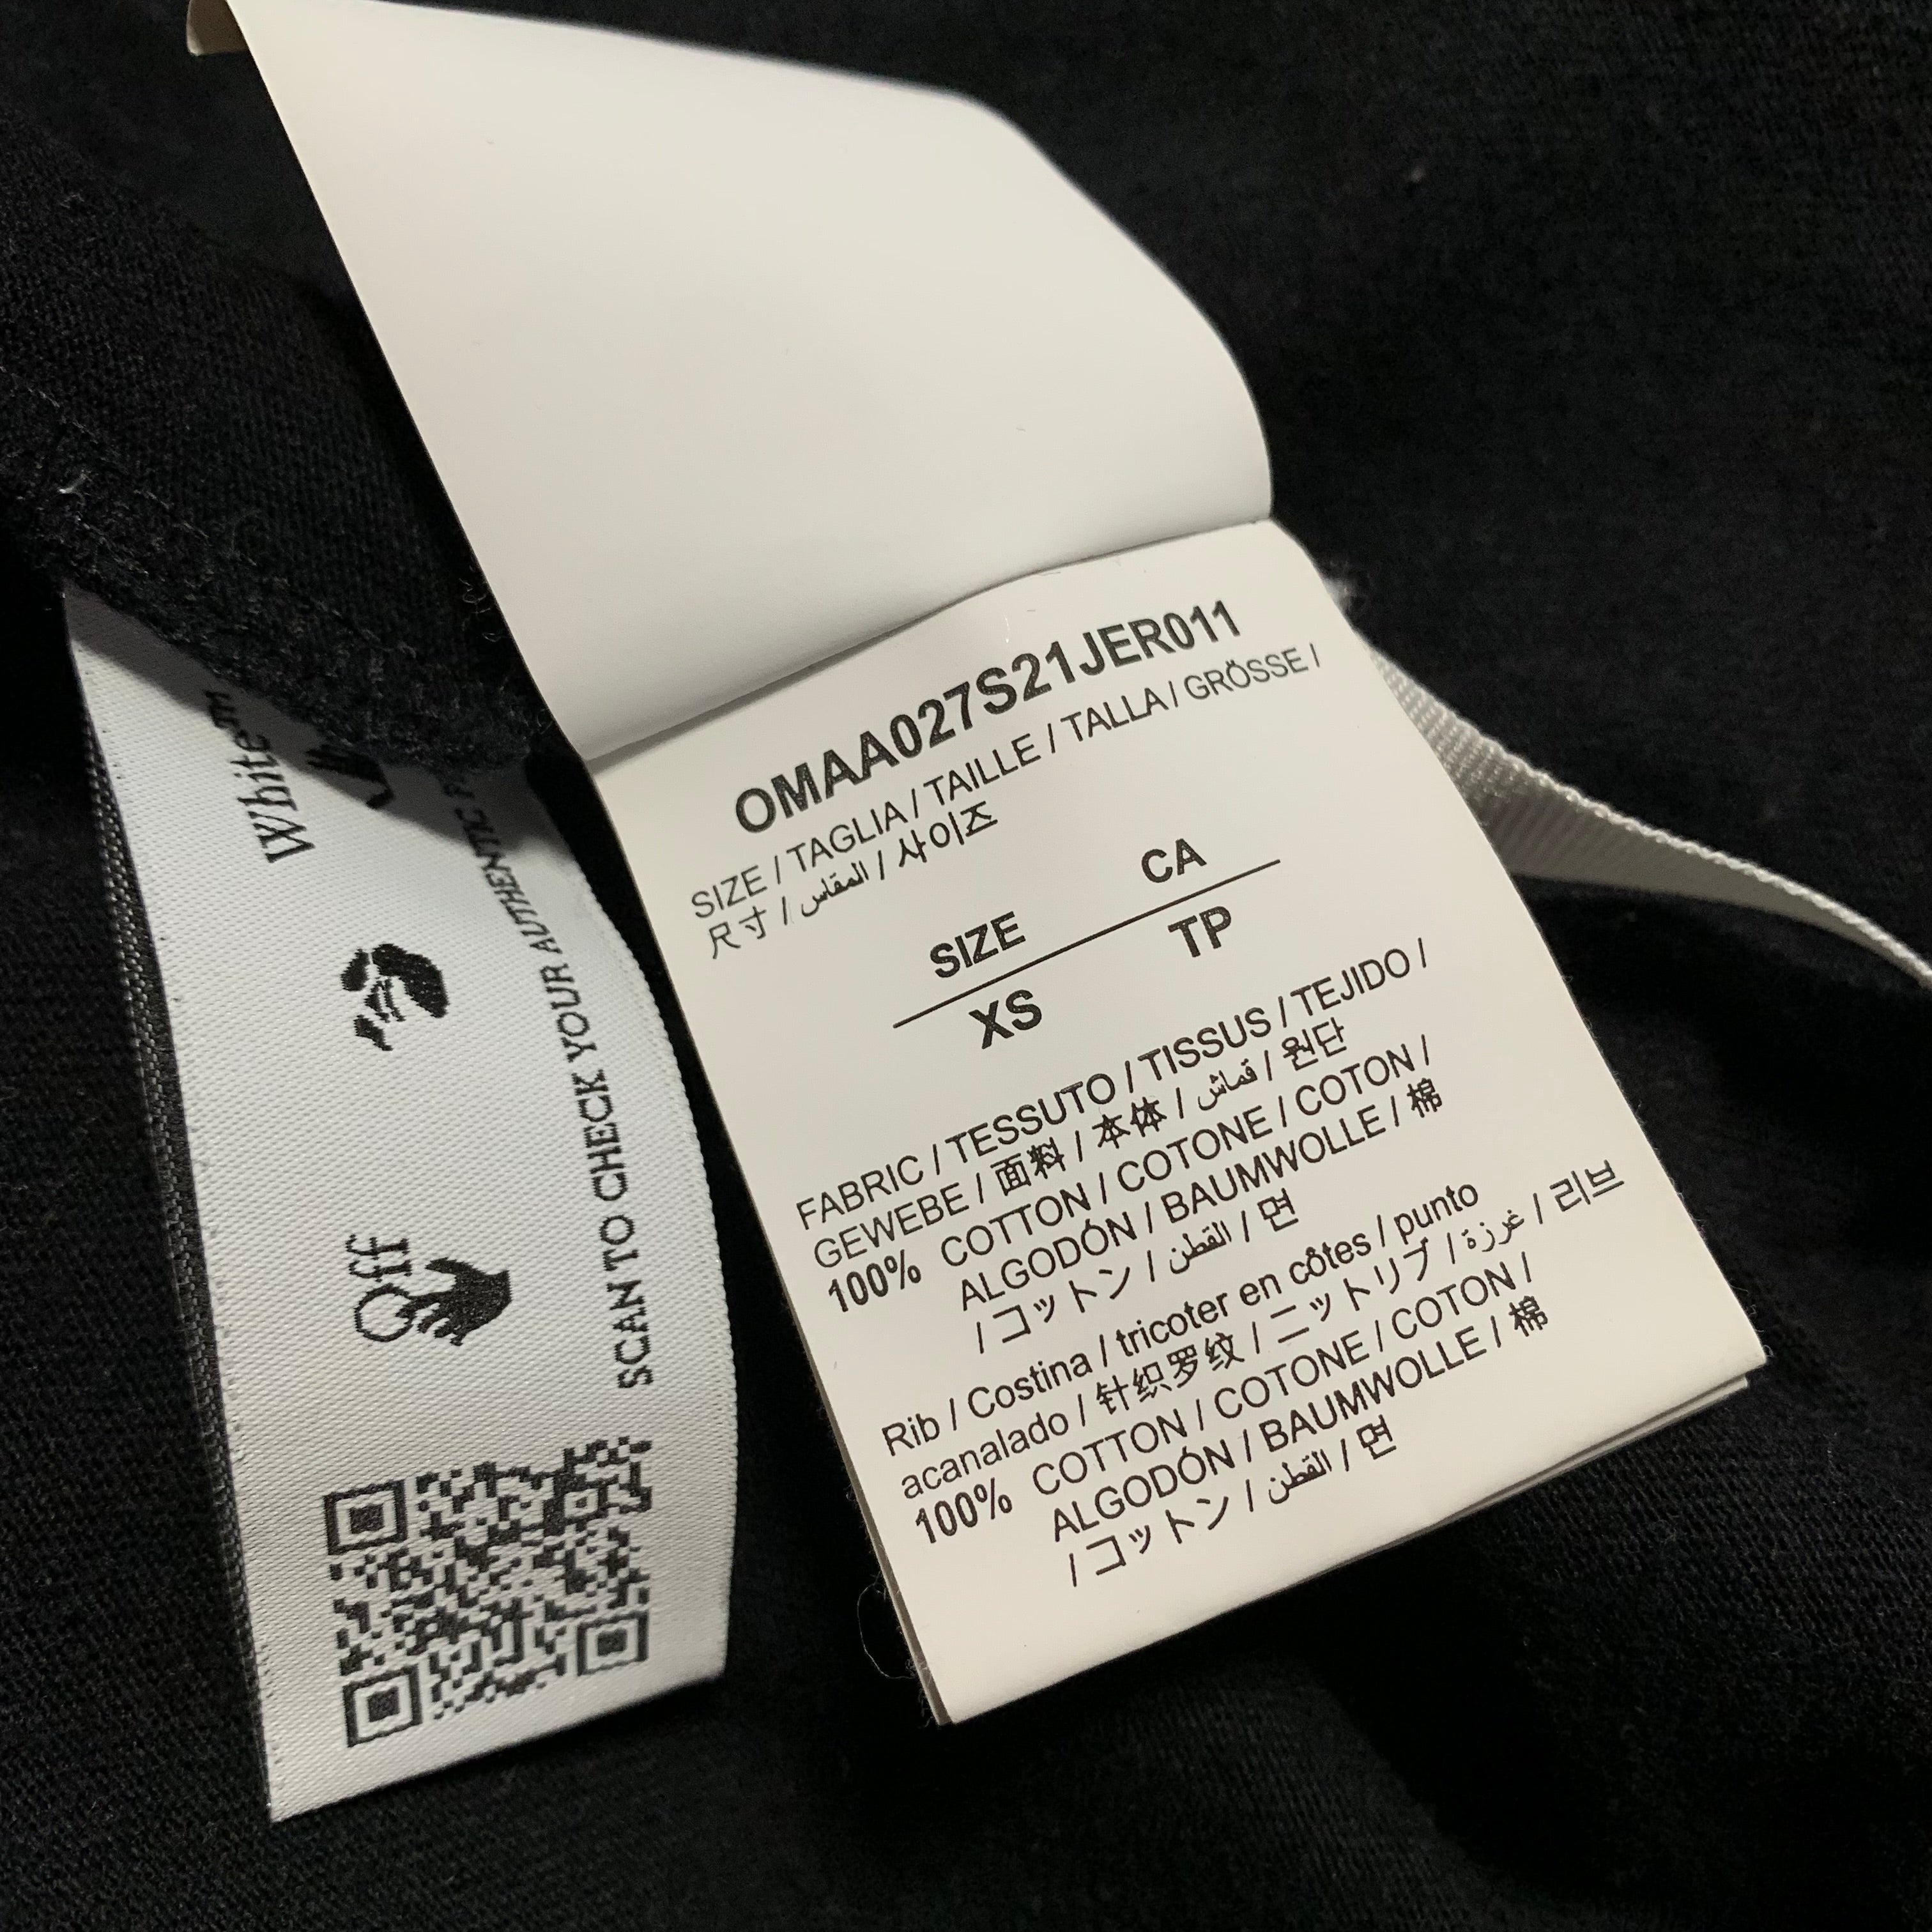 Whitetm
Off
SCAN TO CHECK YOUR AUTHENTIC
OMAA027S21JER011
SIZE / TAGLIA / TAILLE / TALLA / GRÖSSE /
尺寸 / المقاس / 사이즈
SIZE CA
XS TP
FABRIC / TESSUTO / TISSUS / TEJIDO /
GEWEBE / 面料 / 本体 / قماش / 원단
100% COTTON / COTONE / COTON /
ALGODÓN / BAUMWOLLE / 棉
/ コットン / القطن / 면
Rib / Costina / tricoter en côtes / punto
acanalado / 针织罗纹 / ニットリブ / غرزة / 리브
100% COTTON / COTONE / COTON /
ALGODÓN / BAUMWOLLE / 棉
/ コットン / القطن / 면